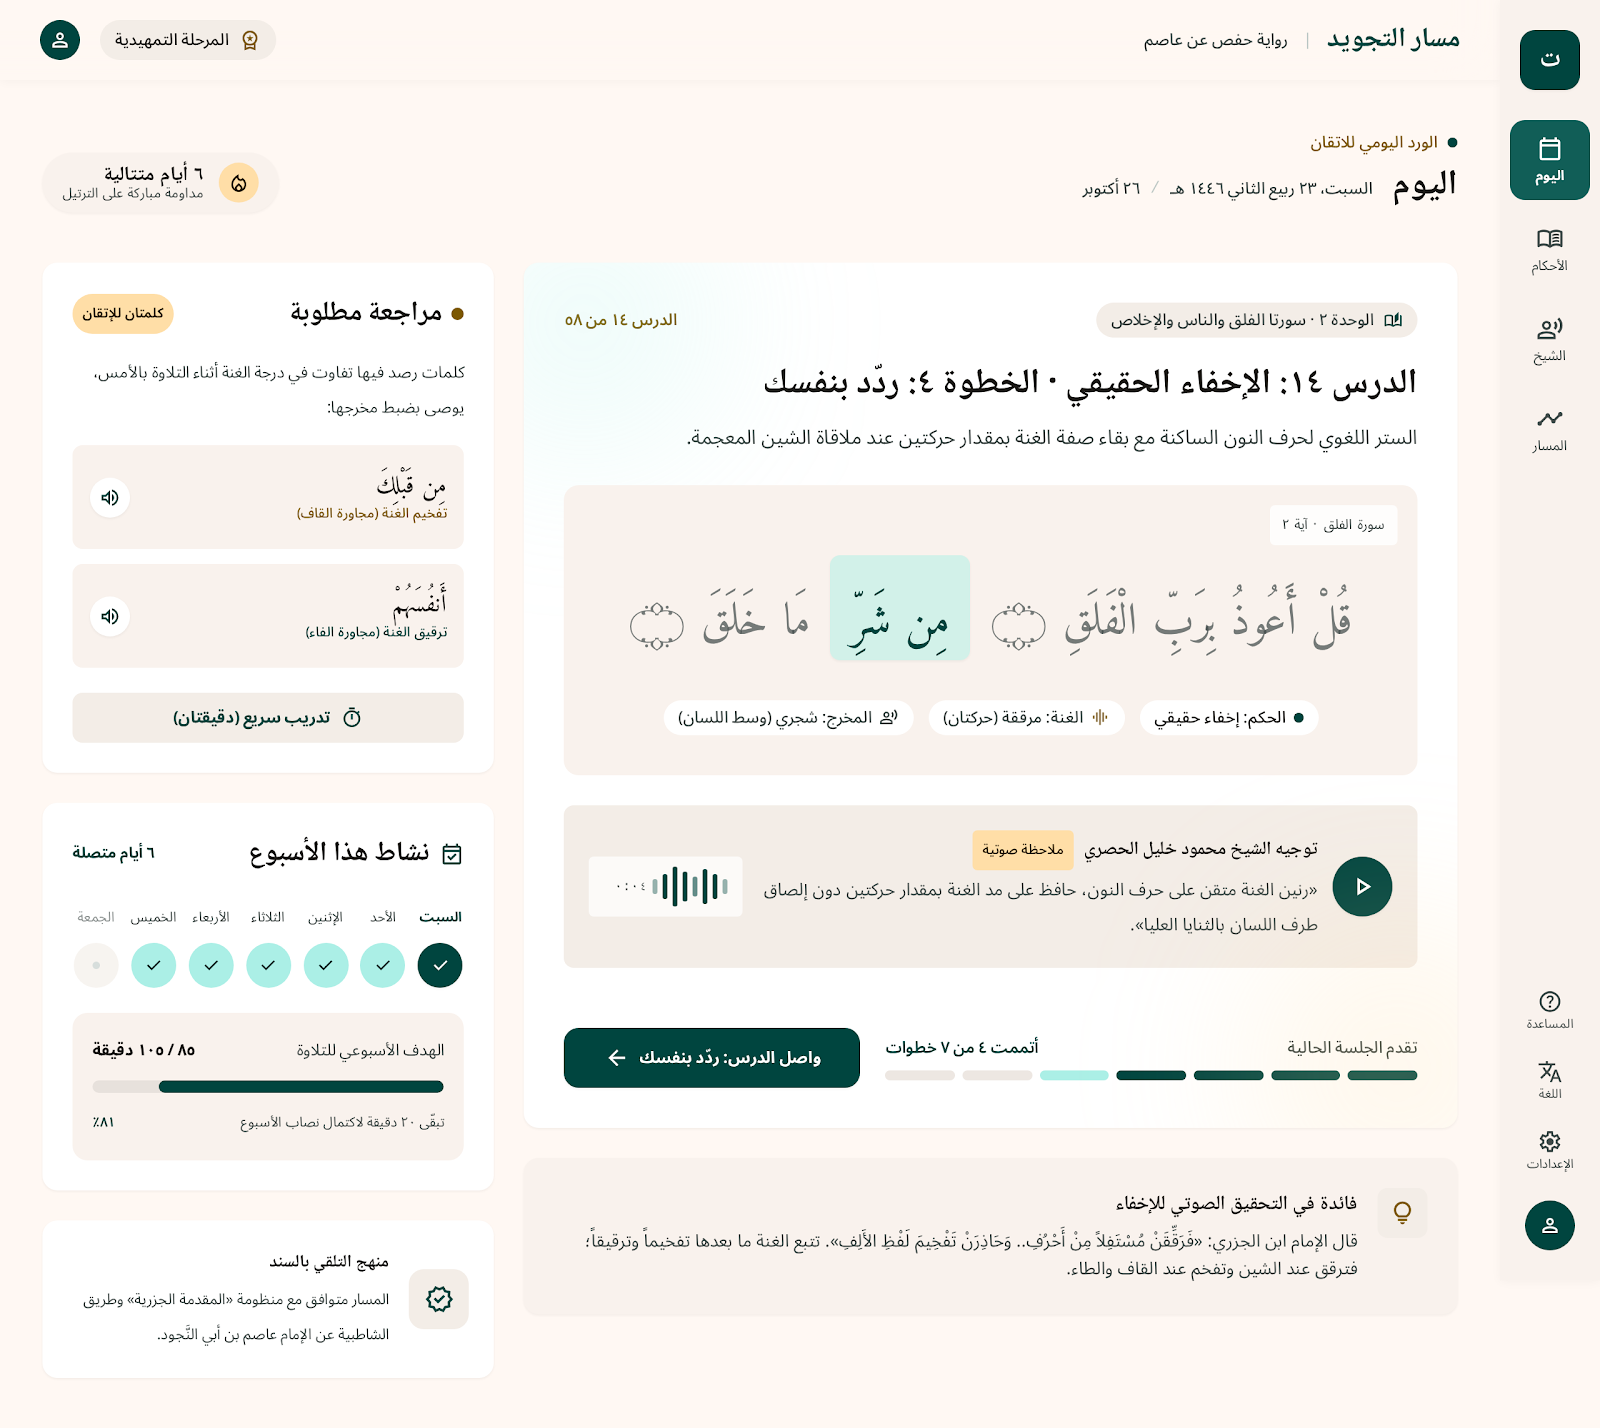 ت
اليوم
الأحكام
الشيخ
المسار
المساعدة
اللغة
الإعدادات
مسار التجويد | رواية حفص عن عاصم
المرحلة التمهيدية
الورد اليومي للاتقان
اليوم
السبت، ٢٣ ربيع الثاني ١٤٤٦ هـ / ٢٦ أكتوبر
٦ أيام متتالية
مداومة مباركة على الترتيل
الوحدة ٢ · سورتا الفلق والناس والإخلاص
الدرس ١٤ من ٥٨
الدرس ١٤: الإخفاء الحقيقي · الخطوة ٤: ردّد بنفسك
الستر اللغوي لحرف النون الساكنة مع بقاء صفة الغنة بمقدار حركتين عند ملاقاة الشين المعجمة.
سورة الفلق · آية ٢
قُلْ أَعُوذُ بِرَبِّ الْفَلَقِ ۝ مِن شَرِّ مَا خَلَقَ ۝
الحكم: إخفاء حقيقي
الغنة: مرققة (حركتان)
المخرج: شجري (وسط اللسان)
توجيه الشيخ محمود خليل الحصري
ملاحظة صوتية
«رنين الغنة متقن على حرف النون، حافظ على مد الغنة بمقدار حركتين دون إلصاق
طرف اللسان بالثنايا العليا».
٠:٠٤
تقدم الجلسة الحالية
أتممت ٤ من ٧ خطوات
واصل الدرس: ردّد بنفسك
فائدة في التحقيق الصوتي للإخفاء
قال الإمام ابن الجزري: «فَرَقِّقَنْ مُسْتَفِلاً مِنْ أَحْرُفِ.. وَحَاذِرَنْ تَفْخِيمَ لَفْظِ الأَلِفِ». تتبع الغنة ما بعدها تفخيماً وترقيقاً؛
فترقق عند الشين وتفخم عند القاف والطاء.
مراجعة مطلوبة
كلمتان للإتقان
كلمات رصد فيها تفاوت في درجة الغنة أثناء التلاوة بالأمس،
يوصى بضبط مخرجها:
مِن قَبْلِكَ
تفخيم الغنة (مجاورة القاف)
أَنفُسَهُمْ
ترقيق الغنة (مجاورة الفاء)
تدريب سريع (دقيقتان)
نشاط هذا الأسبوع
٦ أيام متصلة
السبت الأحد الإثنين الثلاثاء الأربعاء الخميس الجمعة
الهدف الأسبوعي للتلاوة
٨٥ / ١٠٥ دقيقة
تبقّى ٢٠ دقيقة لاكتمال نصاب الأسبوع
٨١٪
منهج التلقي بالسند
المسار متوافق مع منظومة «المقدمة الجزرية» وطريق
الشاطبية عن الإمام عاصم بن أبي النَّجود.